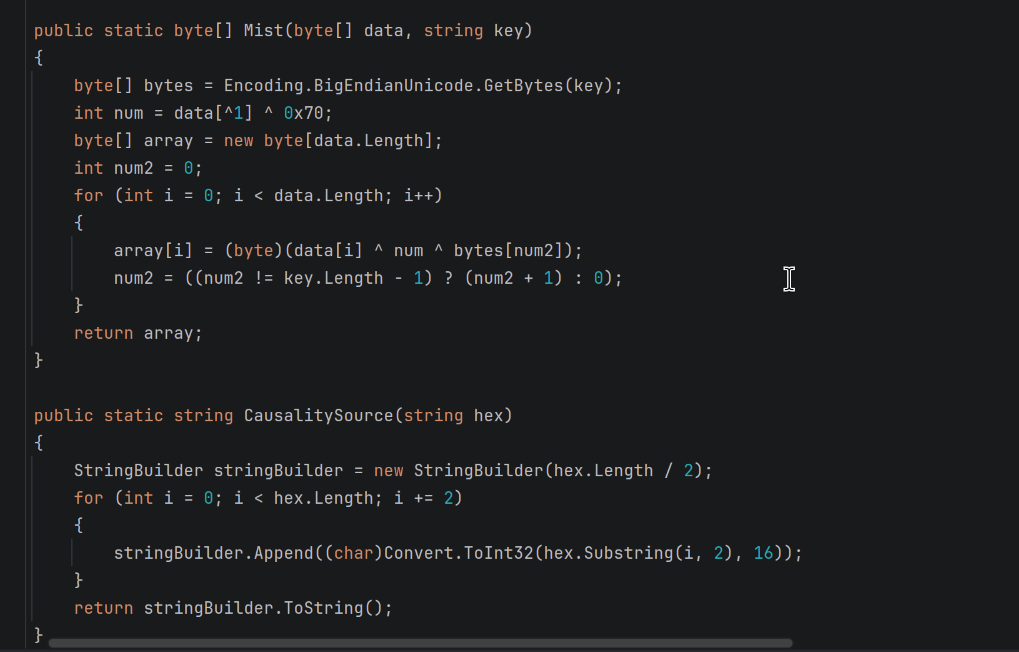 public static byte[] Mist(byte[] data, string key)
{
    byte[] bytes = Encoding.BigEndianUnicode.GetBytes(key);
    int num = data[^1] ^ 0x70;
    byte[] array = new byte[data.Length];
    int num2 = 0;
    for (int i = 0; i < data.Length; i++)
    {
        array[i] = (byte)(data[i] ^ num ^ bytes[num2]);
        num2 = ((num2 != key.Length - 1) ? (num2 + 1) : 0);
    }
    return array;
}

public static string CausalitySource(string hex)
{
    StringBuilder stringBuilder = new StringBuilder(hex.Length / 2);
    for (int i = 0; i < hex.Length; i += 2)
    {
        stringBuilder.Append((char)Convert.ToInt32(hex.Substring(i, 2), 16));
    }
    return stringBuilder.ToString();
}